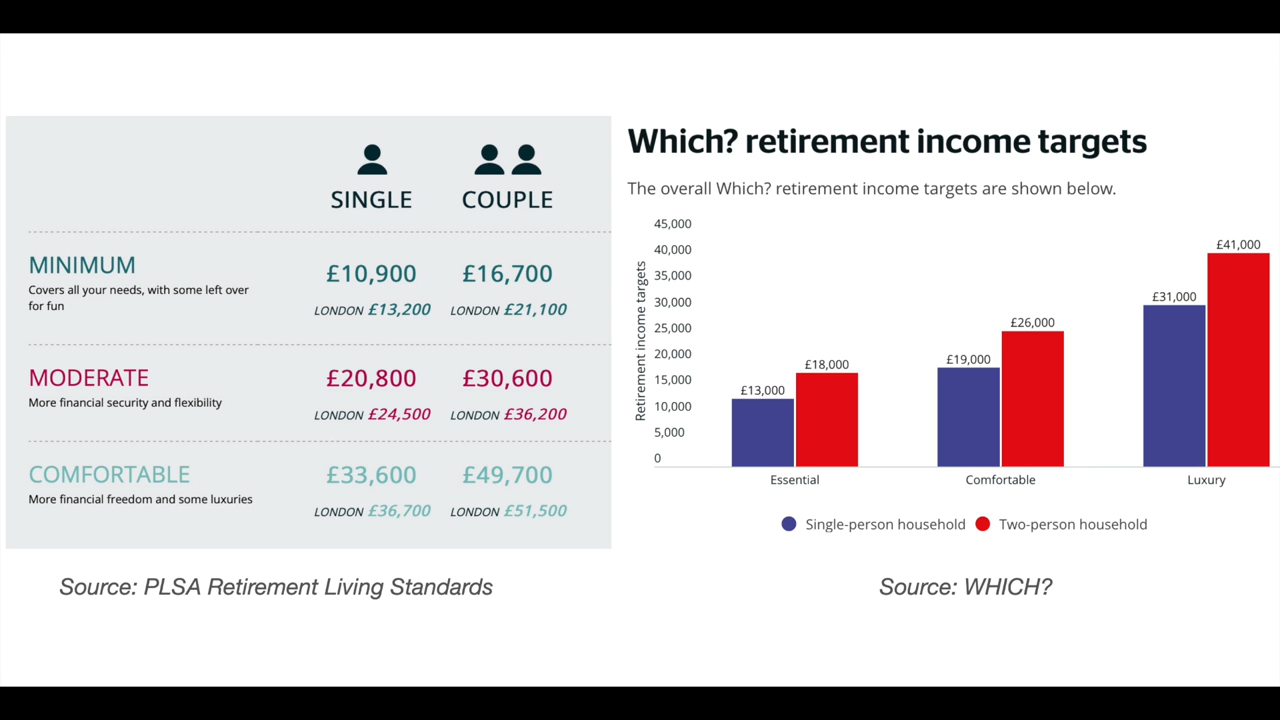 SINGLE COUPLE
MINIMUM
Covers all your needs, with some left over
for fun
£10,900 £16,700
LONDON £13,200 LONDON £21,100
MODERATE
More financial security and flexibility
£20,800 £30,600
LONDON £24,500 LONDON £36,200
COMFORTABLE
More financial freedom and some luxuries
£33,600 £49,700
LONDON £36,700 LONDON £51,500
Source: PLSA Retirement Living Standards
Which? retirement income targets
The overall Which? retirement income targets are shown below.
Retirement income targets
45,000
40,000
35,000
30,000
25,000
20,000
15,000
10,000
5,000
0
£13,000
£18,000
£19,000
£26,000
£31,000
£41,000
Essential Comfortable Luxury
Single-person household Two-person household
Source: WHICH?